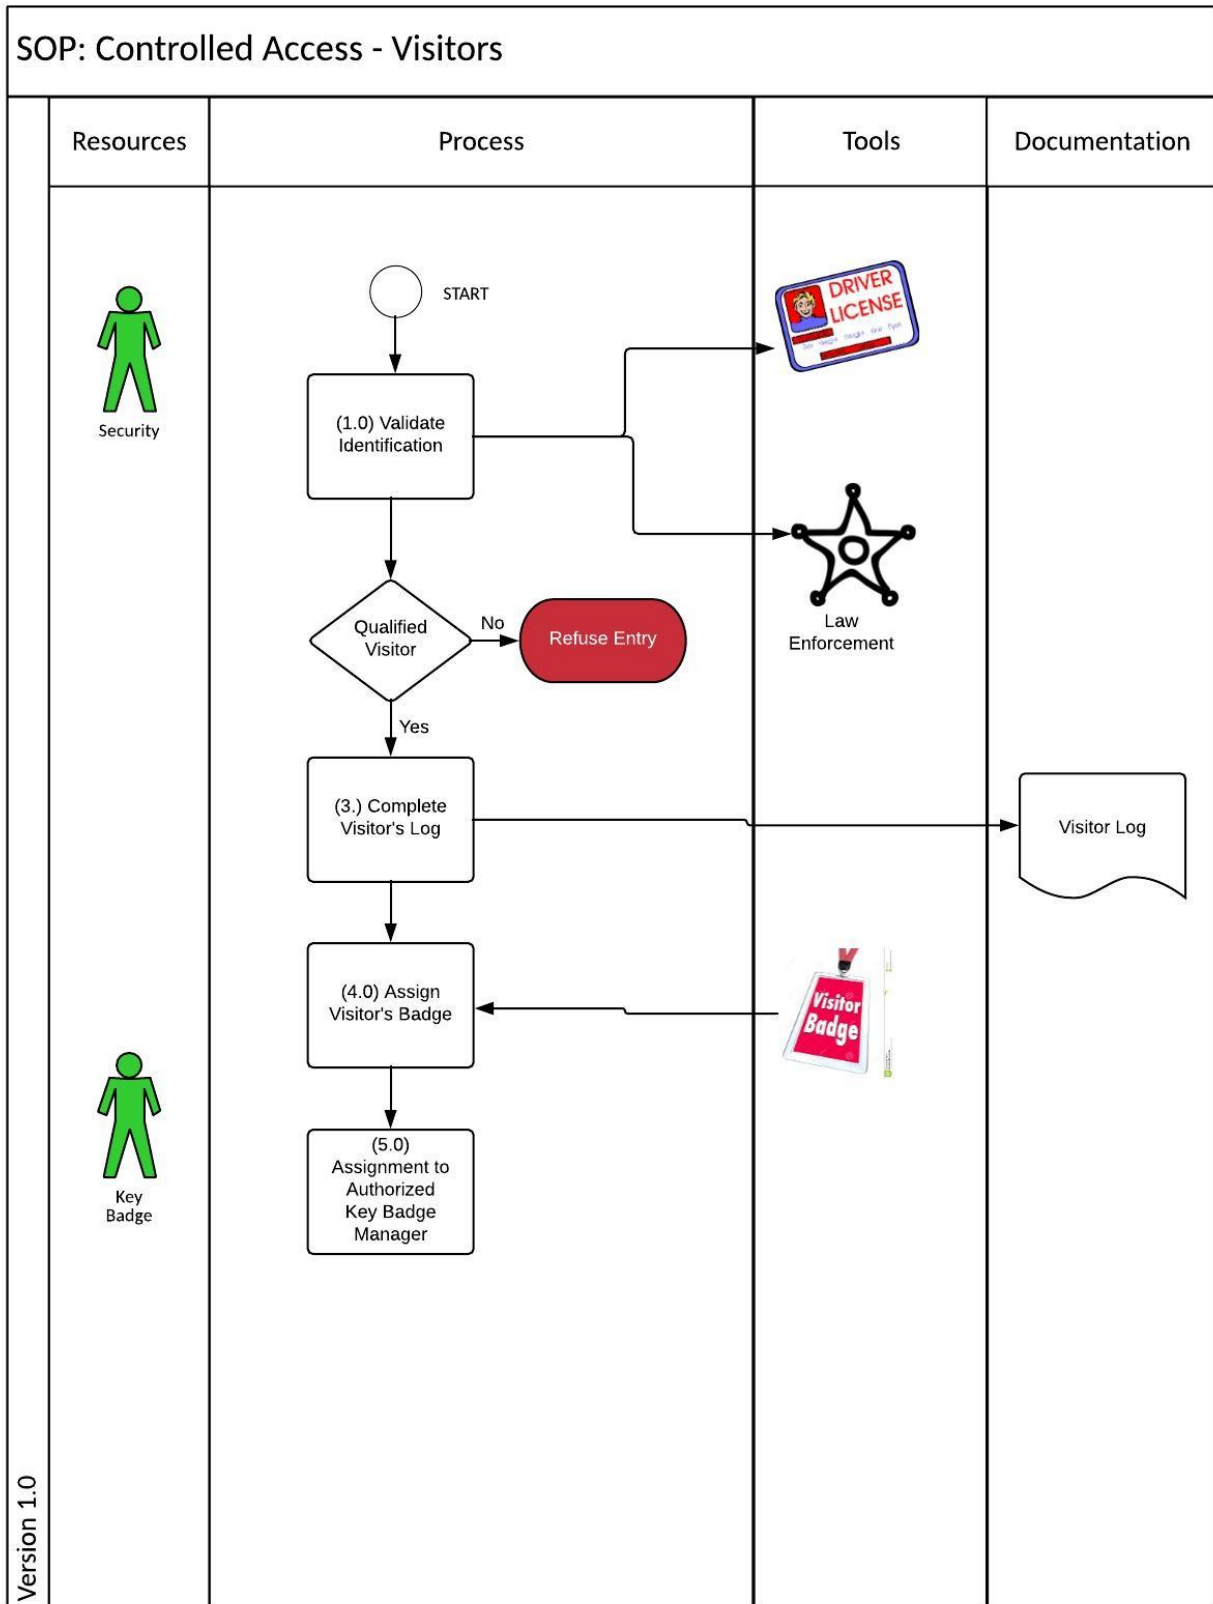 SOP: Controlled Access - Visitors
Resources
Process
Tools
Documentation
START
DRIVER
LICENSE
Security
(1.0) Validate
Identification
Law
Enforcement
Qualified
Visitor
No
Refuse Entry
Yes
(3.) Complete
Visitor's Log
Visitor Log
(4.0) Assign
Visitor's Badge
Visitor
Badge
Key
Badge
(5.0)
Assignment to
Authorized
Key Badge
Manager
Version 1.0